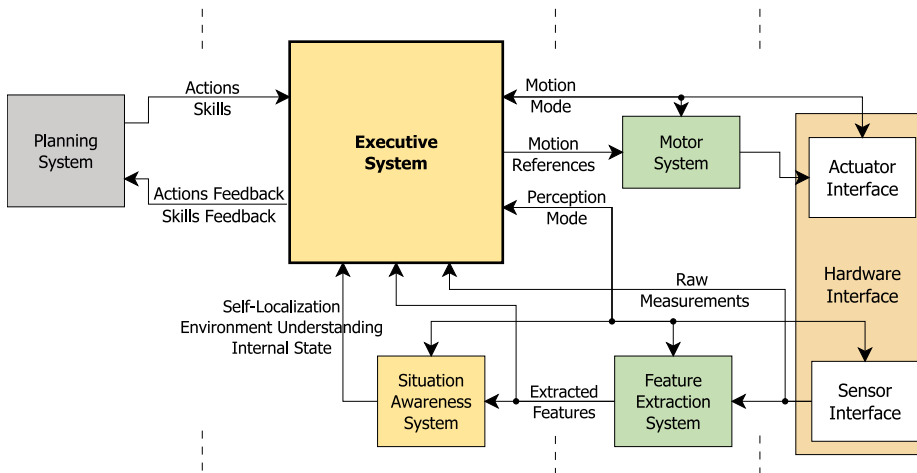 Actions
Skills
Planning
System
Actions Feedback
Skills Feedback
Executive
System
Motion
Mode
Motion
References
Motor
System
Perception
Mode
Actuator
Interface
Hardware
Interface
Raw
Measurements
Self-Localization
Environment Understanding
Internal State
Situation
Awareness
System
Extracted
Features
Feature
Extraction
System
Sensor
Interface